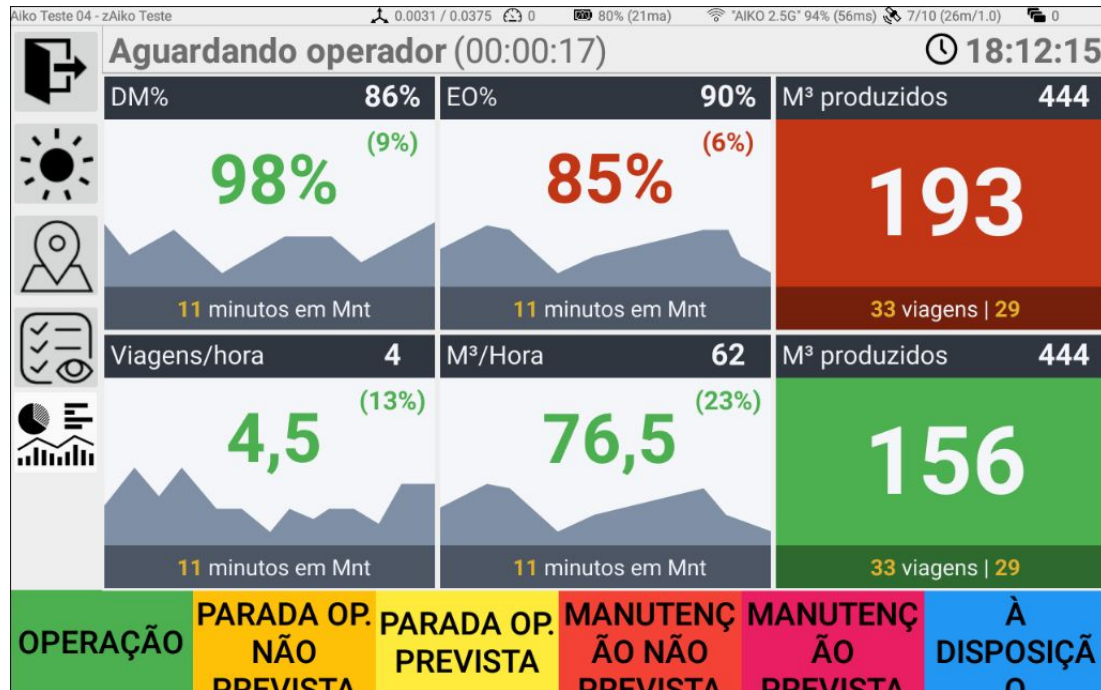 Aiko Teste 04 - zAiko Teste 0.0031 / 0.0375 0 80% (21ma) "AIKO 2.5G" 94% (56ms) 7/10 (26m/1.0) 0
Aguardando operador (00:00:17) 18:12:15
DM% 86%
98% (9%)
11 minutos em Mnt
EO% 90%
85% (6%)
11 minutos em Mnt
M³ produzidos 444
193
33 viagens | 29
Viagens/hora 4
4,5 (13%)
11 minutos em Mnt
M³/Hora 62
76,5 (23%)
11 minutos em Mnt
M³ produzidos 444
156
33 viagens | 29
OPERAÇÃO
PARADA OP.
NÃO
PREVISTA
PARADA OP.
PREVISTA
MANUTENÇ
ÃO NÃO
PREVISTA
MANUTENÇ
ÃO
PREVISTA
À
DISPOSIÇÃ
O